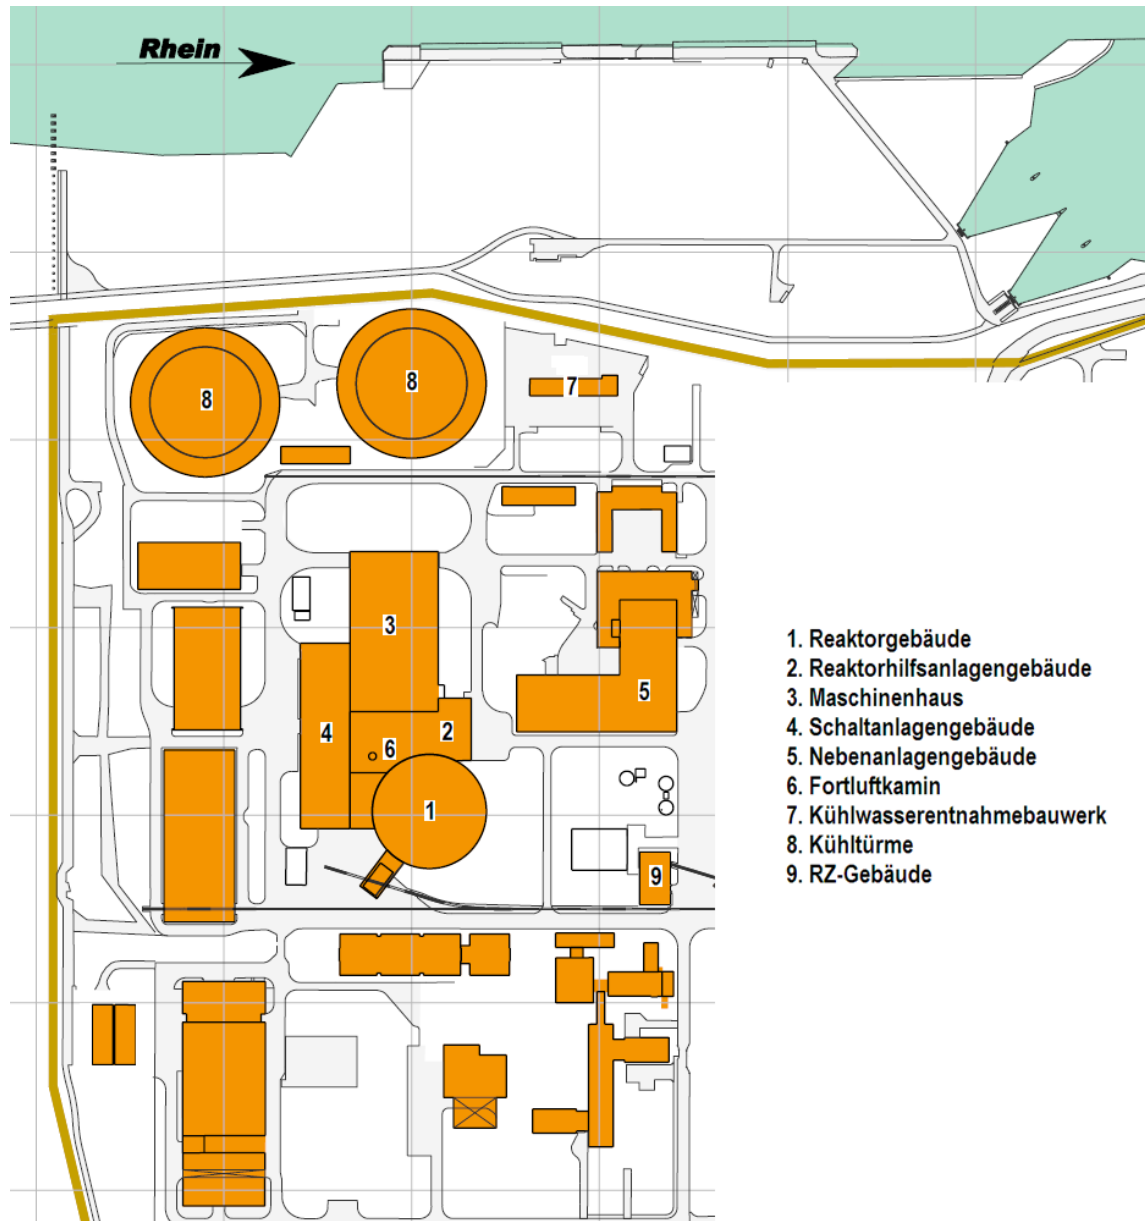 Rhein
8
8
7
3
5
4
2
6
1
9
1. Reaktorgebäude
2. Reaktorhilfsanlagengebäude
3. Maschinenhaus
4. Schaltanlagengebäude
5. Nebenanlagengebäude
6. Fortluftkamin
7. Kühlwasserentnahmebauwerk
8. Kühltürme
9. RZ-Gebäude